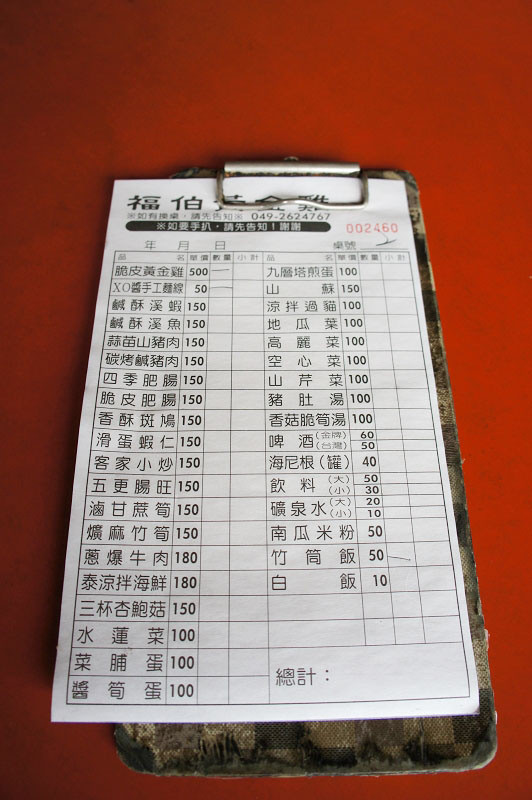 福伯黃金雞
※如有換桌，請先告知※ 049-2624767
※如要手扒，請先告知！謝謝
002460
年 月 日 桌號
品 名 單價 數量 小計 品 名 單價 數量 小計
脆皮黃金雞 500 一 九層塔煎蛋 100
XO醬手工麵線 50 一 山蘇 150
鹹酥溪蝦 150 涼拌過貓 100
鹹酥溪魚 150 地瓜葉 100
蒜苗山豬肉 150 高麗菜 100
碳烤鹹豬肉 150 空心菜 100
四季肥腸 150 山芹菜 100
脆皮肥腸 150 豬肚湯 100
香酥斑鳩 150 香菇脆筍湯 100
滑蛋蝦仁 150 啤酒 (金牌) 60 (台灣) 50
客家小炒 150 海尼根(罐) 40
五更腸旺 150 飲料 (大) 50 (小) 30
滷甘蔗筍 150 礦泉水 (大) 20 (小) 10
爌麻竹筍 150 南瓜米粉 50
蔥爆牛肉 180 竹筒飯 50 一
泰涼拌海鮮 180 白飯 10
三杯杏鮑菇 150
水蓮菜 100
菜脯蛋 100
醬筍蛋 100
總計：